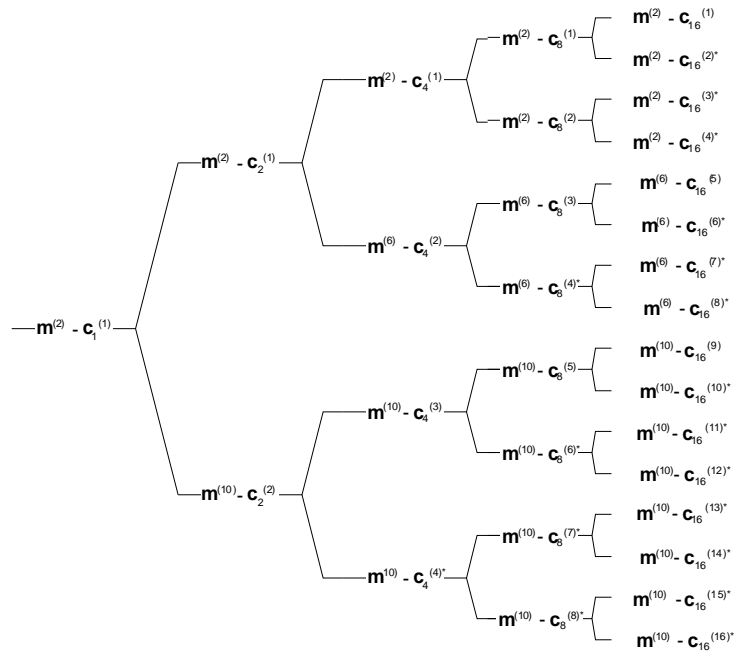 m(2) - c16(1)
m(2) - c8(1)
m(2) - c16(2)*
m(2) - c4(1)
m(2) - c16(3)*
m(2) - c8(2)
m(2) - c16(4)*
m(2) - c2(1)
m(6) - c16(5)
m(6) - c8(3)
m(6) - c16(6)*
m(6) - c4(2)
m(6) - c16(7)*
m(6) - c8(4)*
m(6) - c16(8)*
m(2) - c1(1)
m(10) - c16(9)
m(10) - c8(5)
m(10) - c16(10)*
m(10) - c4(3)
m(10) - c16(11)*
m(10) - c8(6)*
m(10) - c16(12)*
m(10) - c2(2)
m(10) - c16(13)*
m(10) - c8(7)*
m(10) - c16(14)*
m10) - c4(4)*
m(10) - c16(15)*
m(10) - c8(8)*
m(10) - c16(16)*